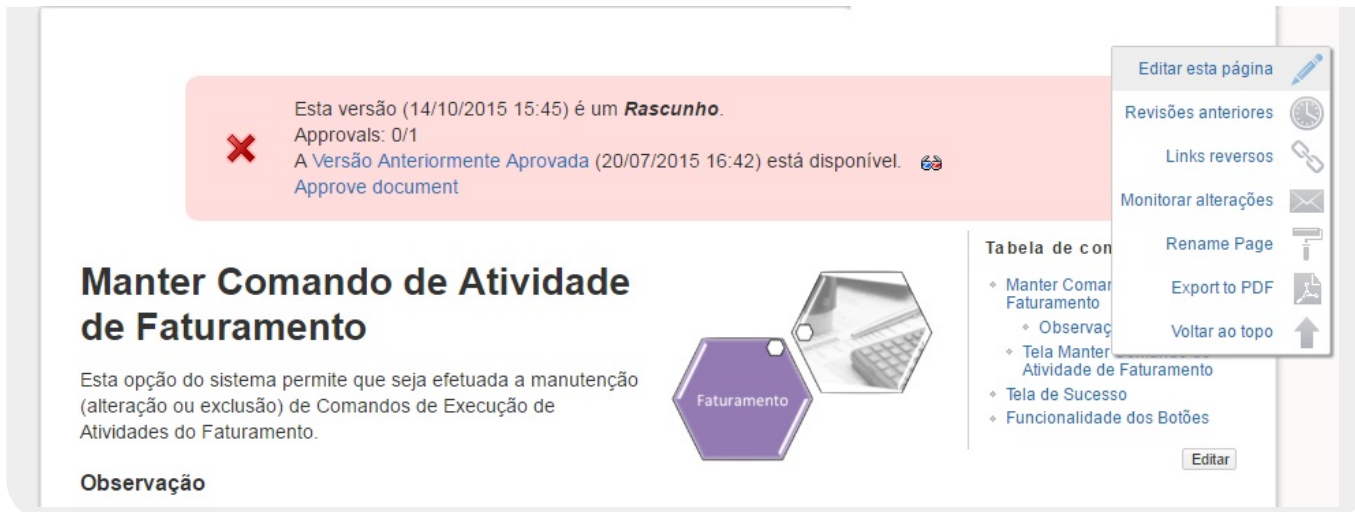 Esta versão (14/10/2015 15:45) é um Rascunho.
Approvals: 0/1
A Versão Anteriormente Aprovada (20/07/2015 16:42) está disponível.
Approve document
Editar esta página
Revisões anteriores
Links reversos
Monitorar alterações
Rename Page
Export to PDF
Voltar ao topo
Manter Comando de Atividade
de Faturamento
Esta opção do sistema permite que seja efetuada a manutenção
(alteração ou exclusão) de Comandos de Execução de
Atividades do Faturamento.
Observação
Faturamento
Tabela de
Manter
Faturamento
Tela Manter
Atividade de Faturamento
Tela de Sucesso
Funcionalidade dos Botões
Editar